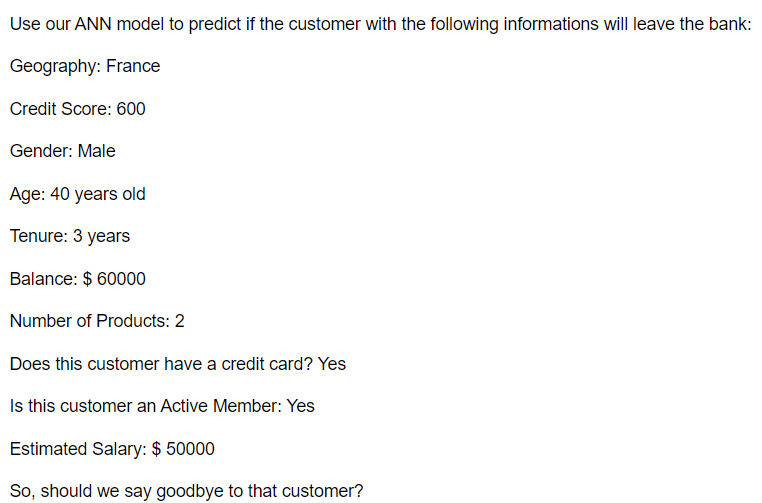 Use our ANN model to predict if the customer with the following informations will leave the bank:
Geography: France
Credit Score: 600
Gender: Male
Age: 40 years old
Tenure: 3 years
Balance: $ 60000
Number of Products: 2
Does this customer have a credit card? Yes
Is this customer an Active Member: Yes
Estimated Salary: $ 50000
So, should we say goodbye to that customer?